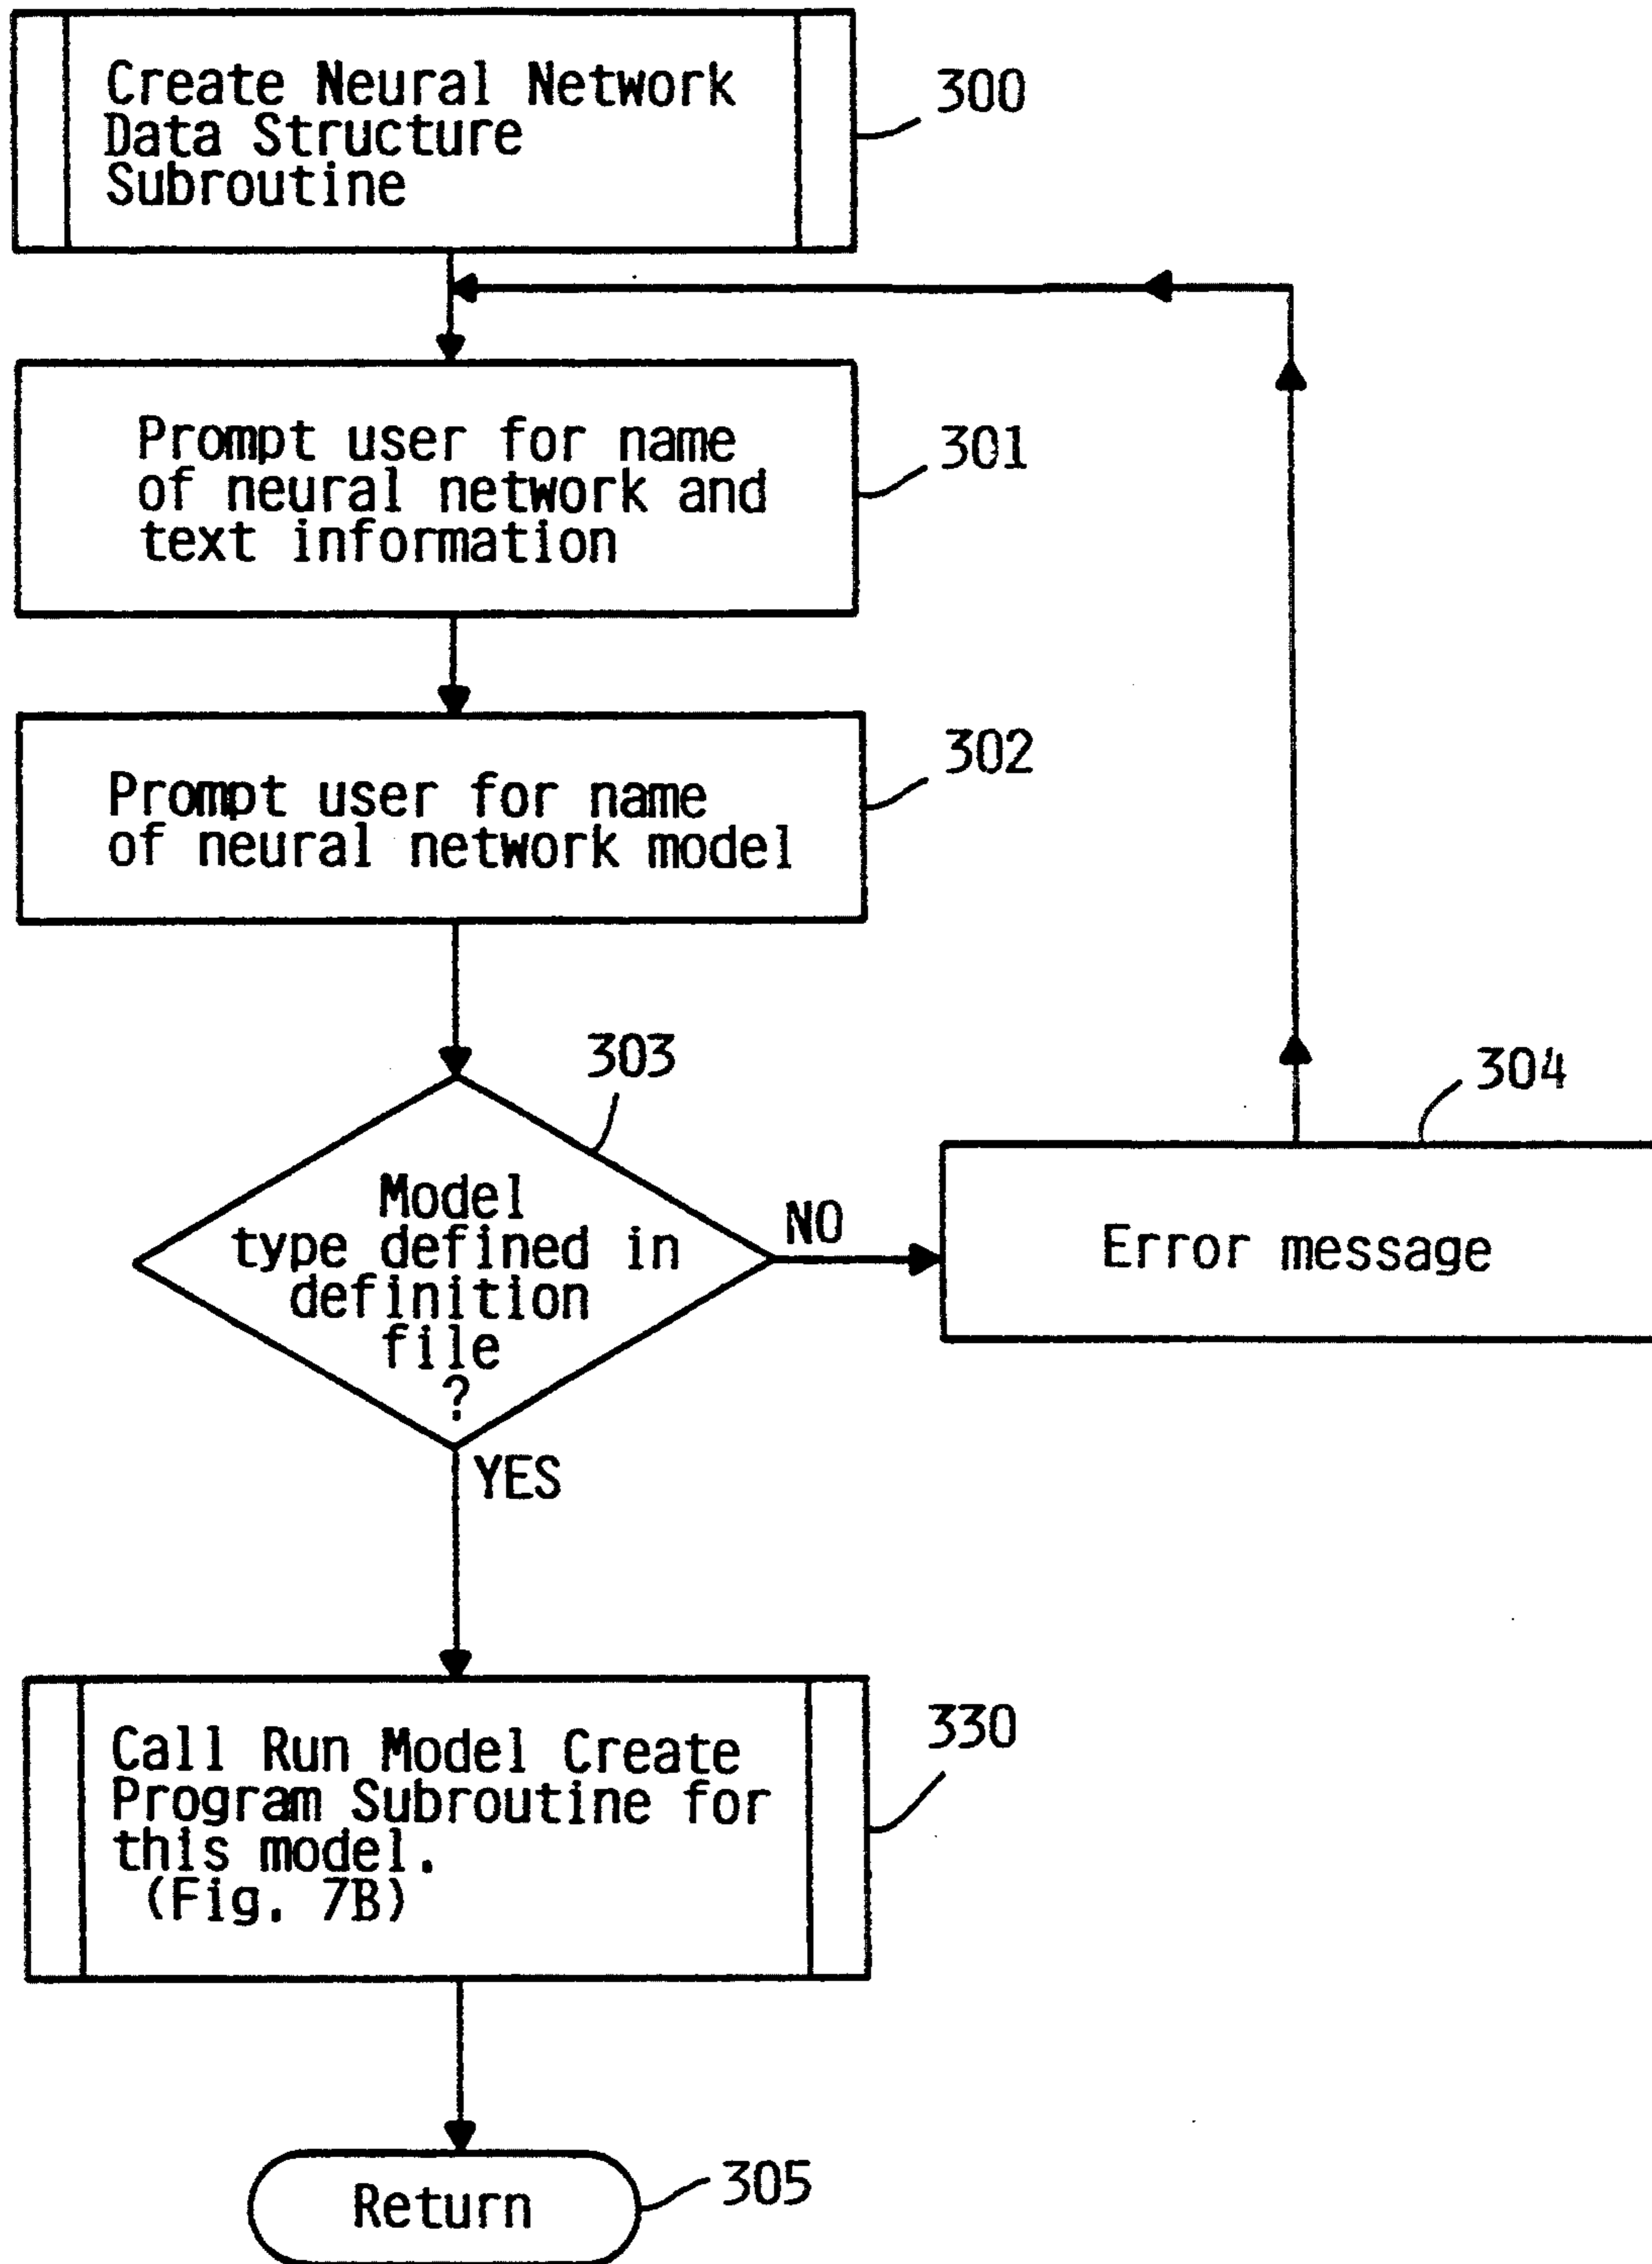 Create Neural Network
Data Structure
Subroutine
300
Prompt user for name
of neural network and
text information
301
Prompt user for name
of neural network model
302
303
Model
type defined in
definition
file
?
NO
304
Error message
YES
Call Run Model Create
Program Subroutine for
this model.
(Fig. 7B)
330
Return
305